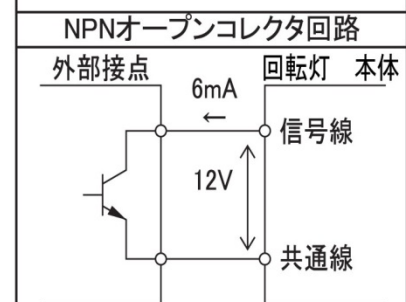 NPNオープンコレクタ回路
外部接点
回転灯 本体
6mA
←
信号線
12V
共通線